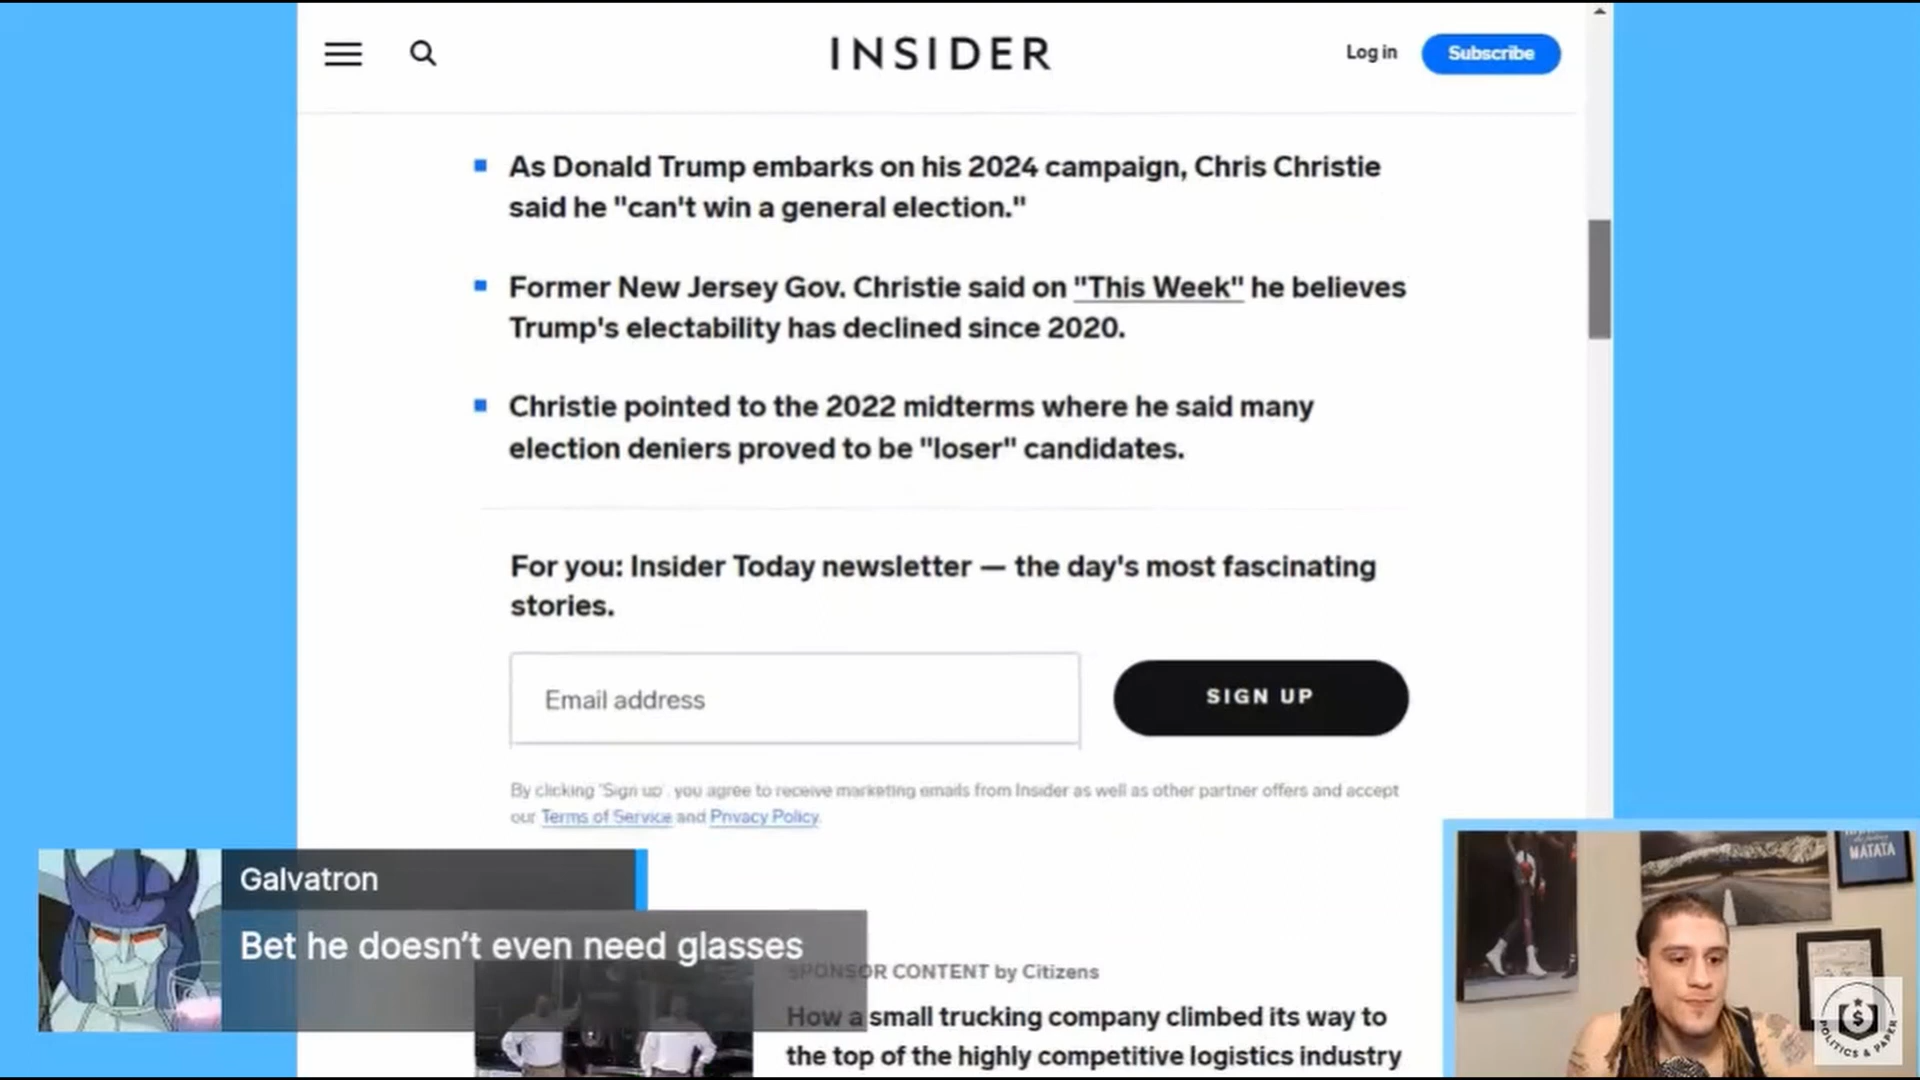 INSIDER
Log in
Subscribe
As Donald Trump embarks on his 2024 campaign, Chris Christie
said he "can't win a general election."
Former New Jersey Gov. Christie said on "This Week" he believes
Trump's electability has declined since 2020.
Christie pointed to the 2022 midterms where he said many
election deniers proved to be "loser" candidates.
For you: Insider Today newsletter — the day's most fascinating
stories.
Email address
SIGN UP
By clicking 'Sign up', you agree to receive marketing emails from Insider as well as other partner offers and accept
our Terms of Service and Privacy Policy.
Galvatron
Bet he doesn't even need glasses
SPONSOR CONTENT by Citizens
How a small trucking company climbed its way to
the top of the highly competitive logistics industry
MATATA
POLITICS & PAPER